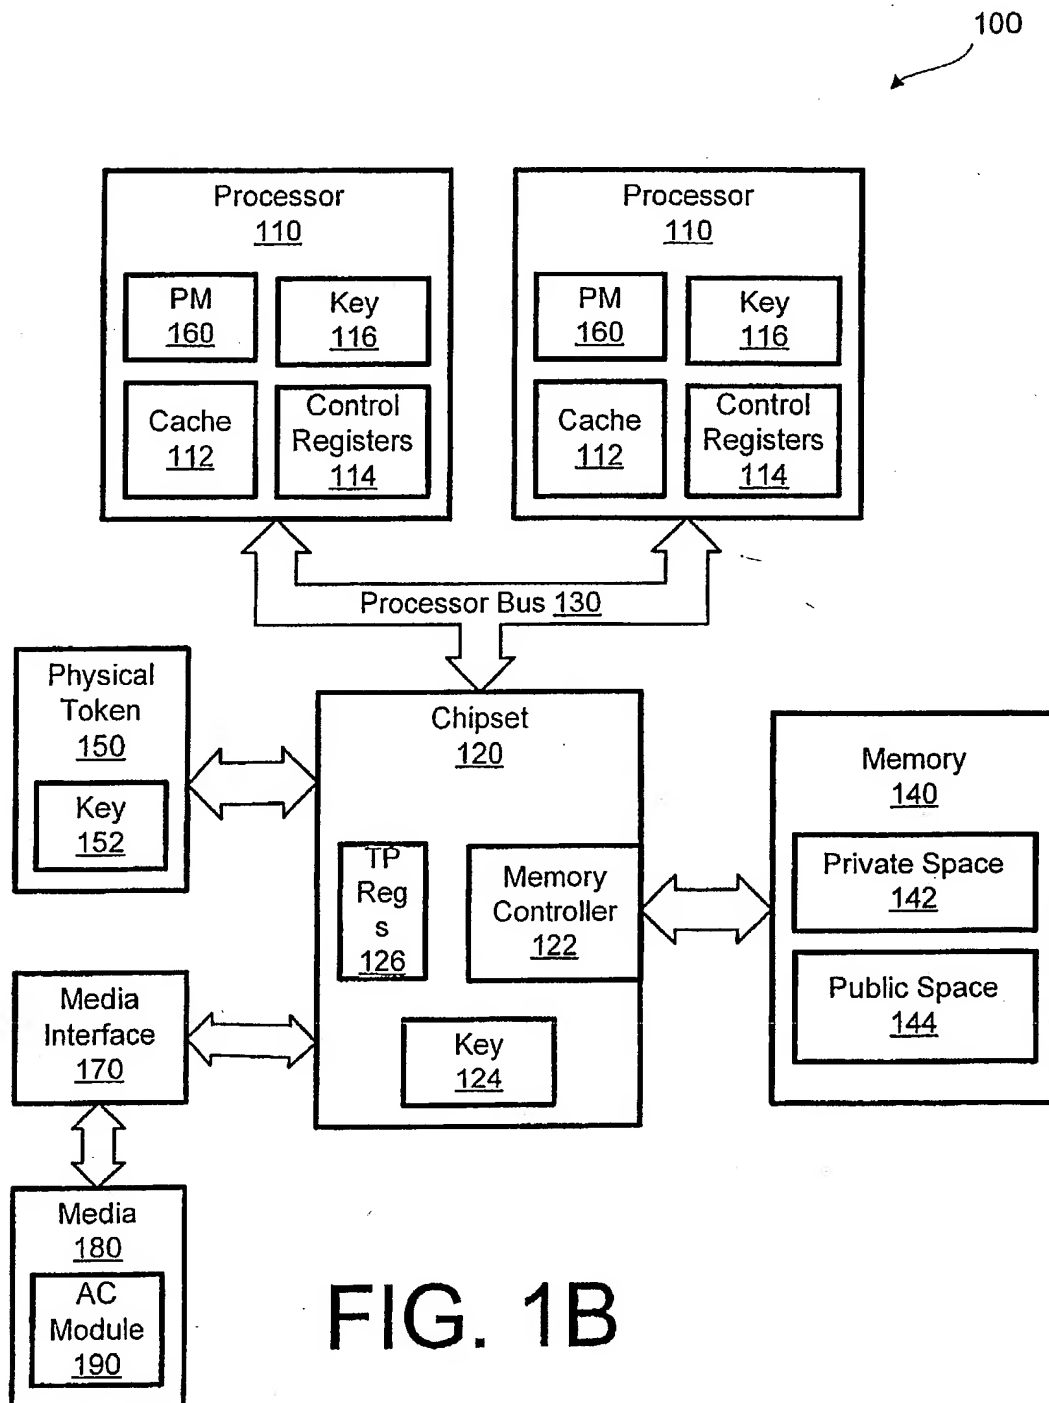 100
Processor
110
PM
160
Key
116
Cache
112
Control
Registers
114
Processor
110
PM
160
Key
116
Cache
112
Control
Registers
114
Processor Bus 130
Physical
Token
150
Key
152
Chipset
120
TP
Reg
s
126
Memory
Controller
122
Key
124
Memory
140
Private Space
142
Public Space
144
Media
Interface
170
Media
180
AC
Module
190
FIG. 1B